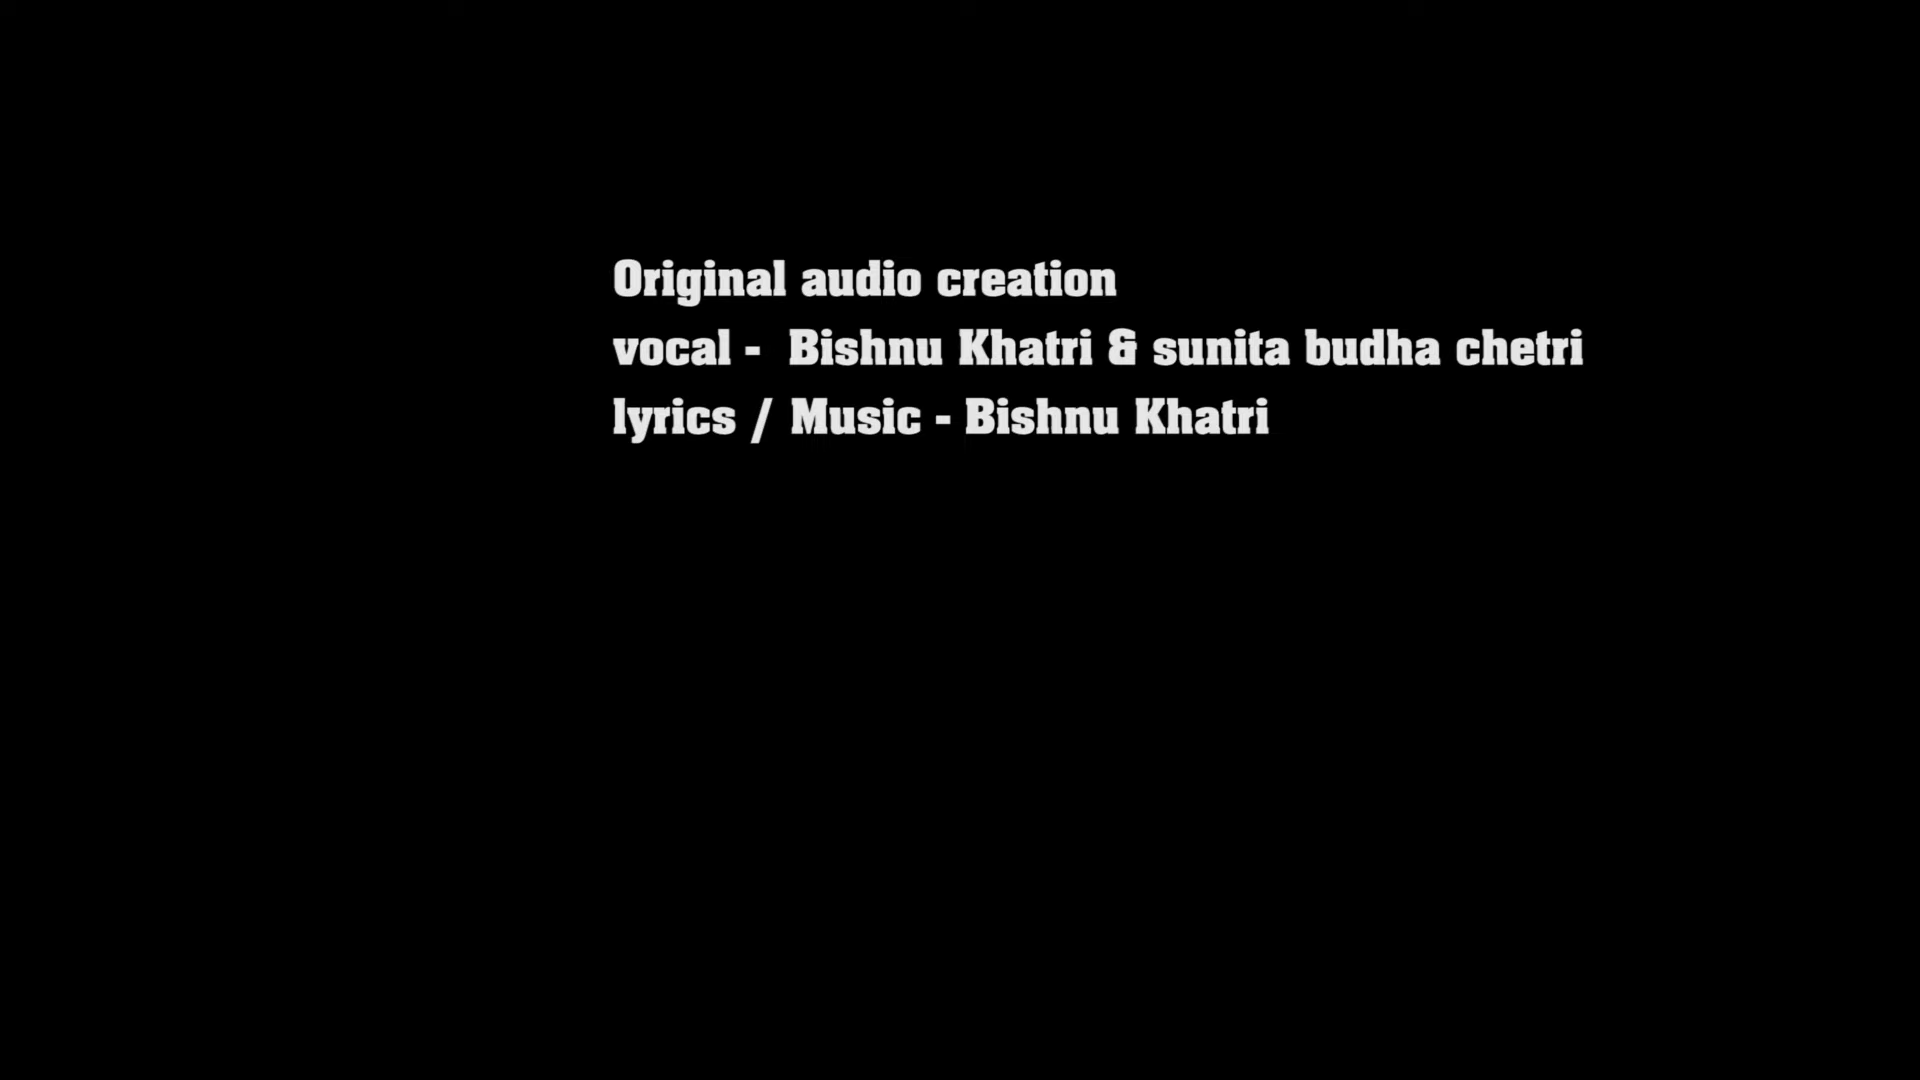 Original audio creation
vocal -  Bishnu Khatri & sunita budha chetri
lyrics / Music - Bishnu Khatri